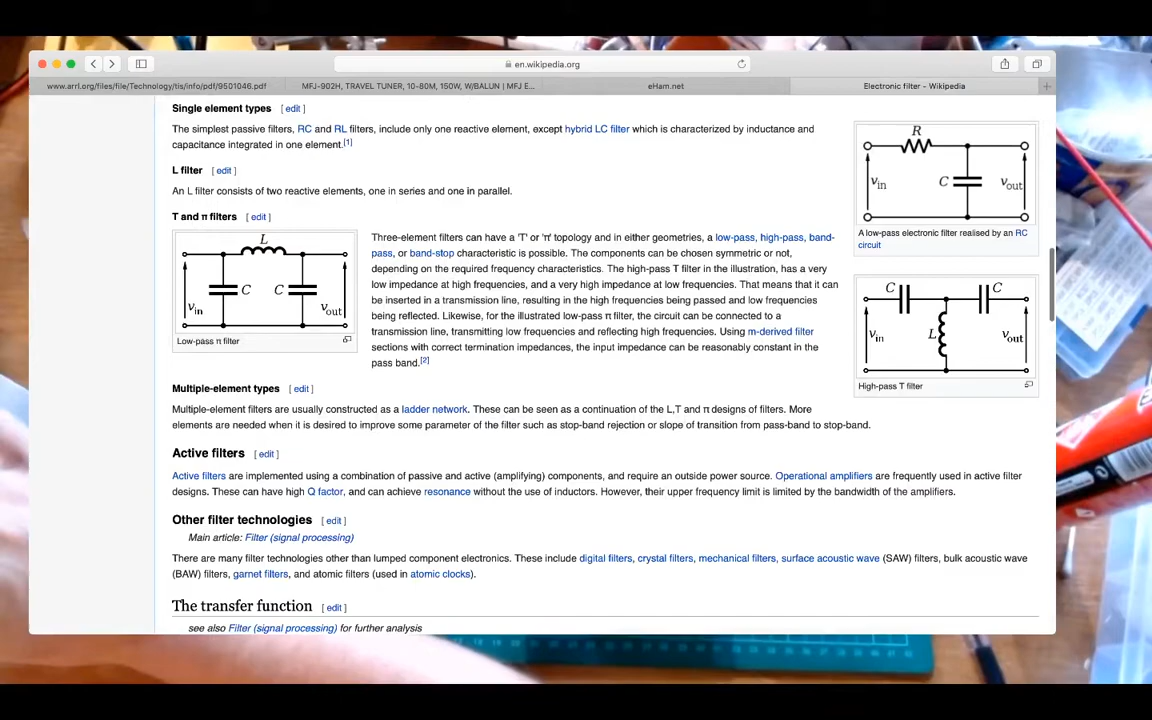 en.wikipedia.org
www.arrl.org/files/file/Technology/tis/info/pdf/9501046.pdf
MFJ-902H, TRAVEL TUNER, 10-80M, 150W, W/BALUN | MFJ E...
eHam.net
Electronic filter - Wikipedia
Single element types [ edit ]
The simplest passive filters, RC and RL filters, include only one reactive element, except hybrid LC filter which is characterized by inductance and
capacitance integrated in one element.[1]
L filter [ edit ]
An L filter consists of two reactive elements, one in series and one in parallel.
R
vin
C
vout
A low-pass electronic filter realised by an RC
circuit
T and π filters [ edit ]
L
vin
C
C
vout
Low-pass π filter
Three-element filters can have a 'T' or 'π' topology and in either geometries, a low-pass, high-pass, band-
pass, or band-stop characteristic is possible. The components can be chosen symmetric or not,
depending on the required frequency characteristics. The high-pass T filter in the illustration, has a very
low impedance at high frequencies, and a very high impedance at low frequencies. That means that it can
be inserted in a transmission line, resulting in the high frequencies being passed and low frequencies
being reflected. Likewise, for the illustrated low-pass π filter, the circuit can be connected to a
transmission line, transmitting low frequencies and reflecting high frequencies. Using m-derived filter
sections with correct termination impedances, the input impedance can be reasonably constant in the
pass band.[2]
C
C
vin
L
vout
High-pass T filter
Multiple-element types [ edit ]
Multiple-element filters are usually constructed as a ladder network. These can be seen as a continuation of the L,T and π designs of filters. More
elements are needed when it is desired to improve some parameter of the filter such as stop-band rejection or slope of transition from pass-band to stop-band.
Active filters [ edit ]
Active filters are implemented using a combination of passive and active (amplifying) components, and require an outside power source. Operational amplifiers are frequently used in active filter
designs. These can have high Q factor, and can achieve resonance without the use of inductors. However, their upper frequency limit is limited by the bandwidth of the amplifiers.
Other filter technologies [ edit ]
Main article: Filter (signal processing)
There are many filter technologies other than lumped component electronics. These include digital filters, crystal filters, mechanical filters, surface acoustic wave (SAW) filters, bulk acoustic wave
(BAW) filters, garnet filters, and atomic filters (used in atomic clocks).
The transfer function [ edit ]
see also Filter (signal processing) for further analysis